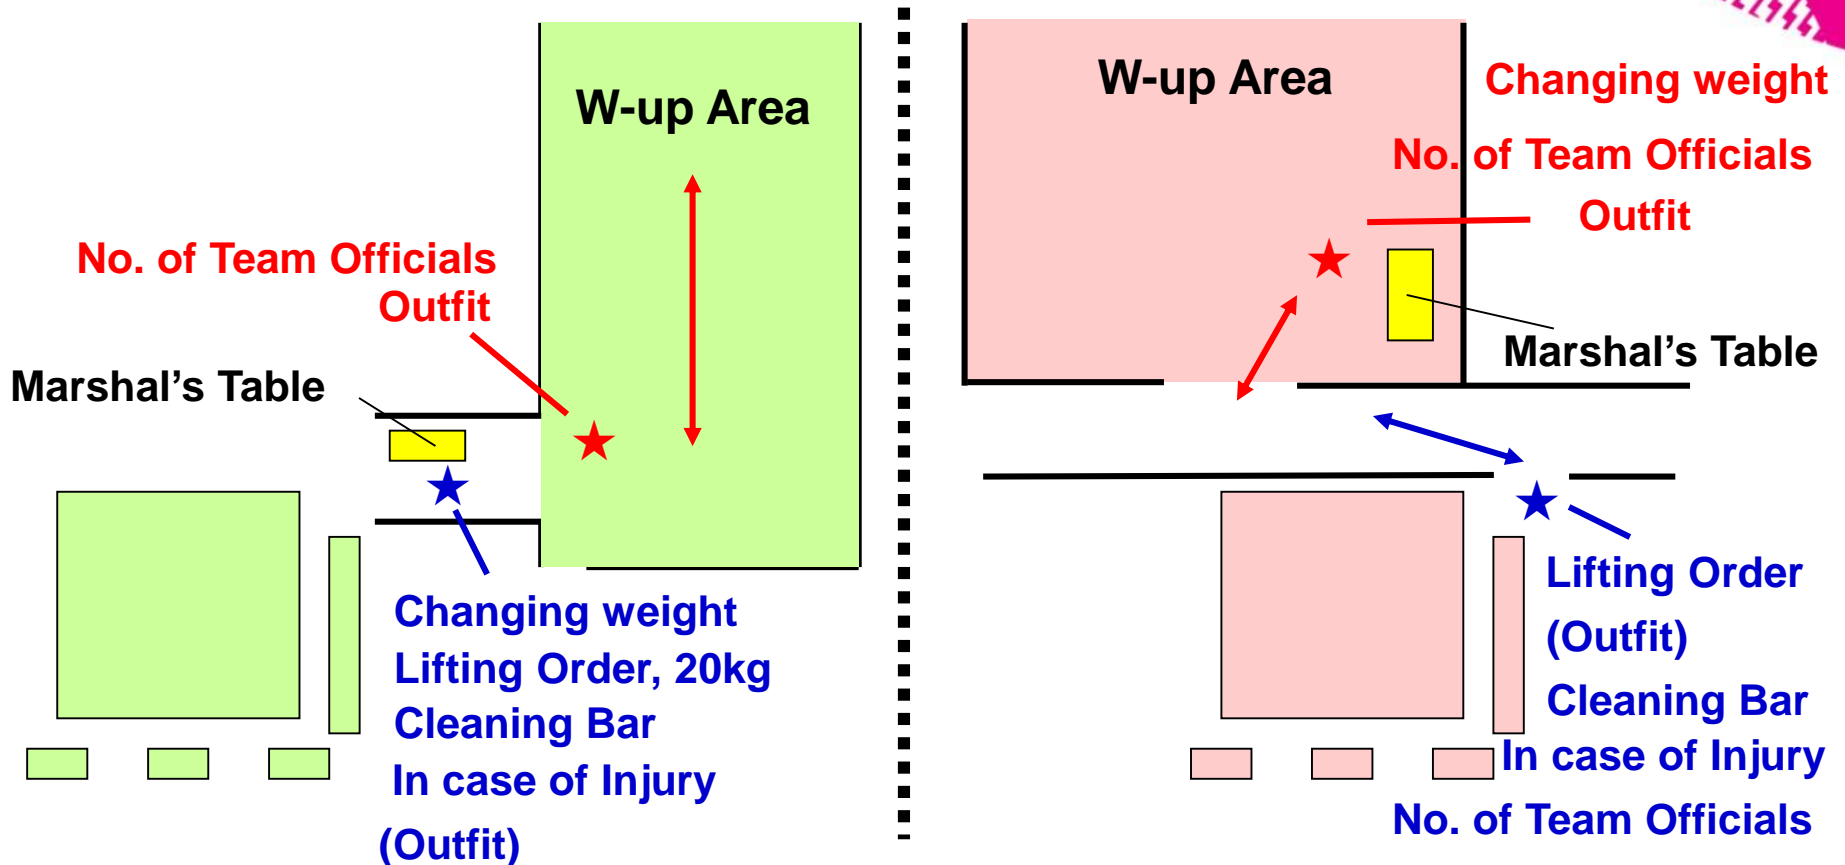 W-up Area
No. of Team Officials
Outfit
Marshal’s Table
Changing weight
Lifting Order, 20kg
Cleaning Bar
In case of Injury
(Outfit)
W-up Area
Changing weight
No. of Team Officials
Outfit
Marshal’s Table
Lifting Order
(Outfit)
Cleaning Bar
In case of Injury
No. of Team Officials